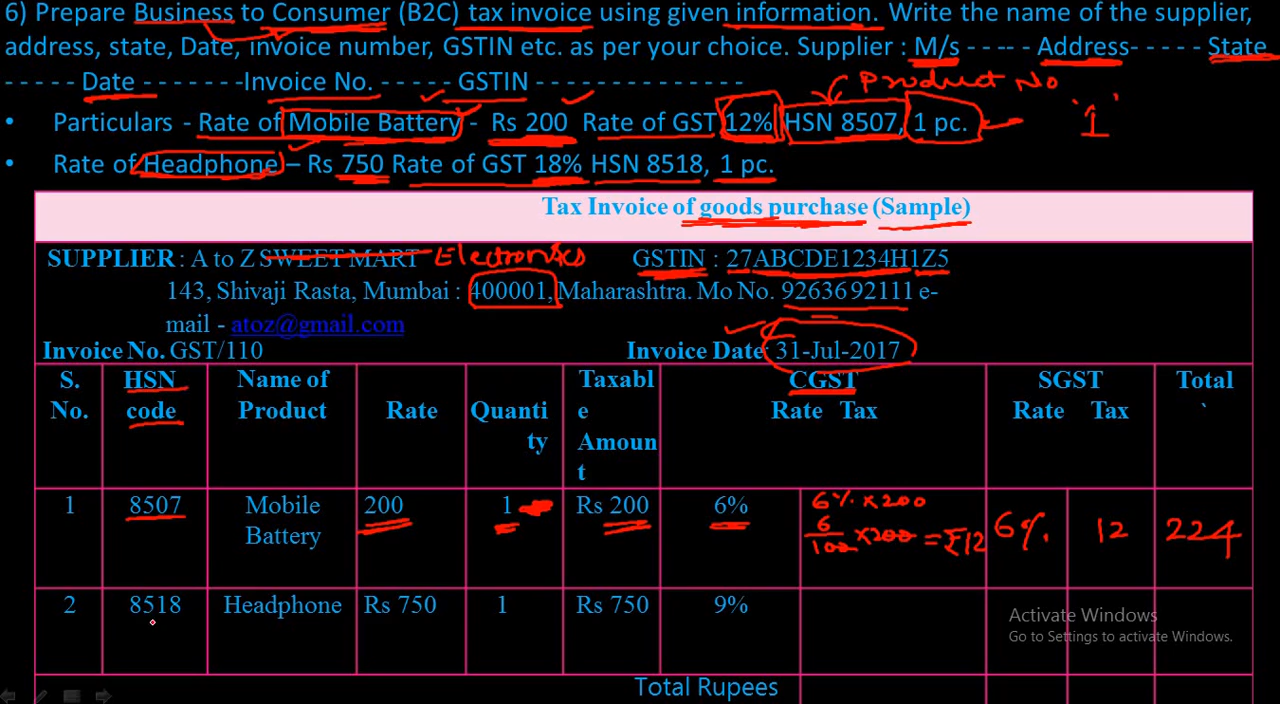 6) Prepare Business to Consumer (B2C) tax invoice using given information. Write the name of the supplier,
address, state, Date, invoice number, GSTIN etc. as per your choice. Supplier : M/s - - - - - Address- - - - - State
- - - - - Date - - - - - - -Invoice No. - - - - - GSTIN - - - - - - - - - - - - - - -
Product No
• Particulars - Rate of Mobile Battery - Rs 200 Rate of GST 12% HSN 8507, 1 pc. '1'
• Rate of Headphone – Rs 750 Rate of GST 18% HSN 8518, 1 pc.
Tax Invoice of goods purchase (Sample)
SUPPLIER : A to Z SWEET MART Electronics GSTIN : 27ABCDE1234H1Z5
143, Shivaji Rasta, Mumbai : 400001, Maharashtra. Mo No. 9263692111 e-
mail - atoz@gmail.com
Invoice No. GST/110 Invoice Date: 31-Jul-2017
S. HSN Name of Taxabl CGST SGST Total
No. code Product Rate Quanti e Rate Tax Rate Tax `
ty Amoun
t
1 8507 Mobile 200 1 Rs 200 6% 6% x200
Battery 6/100 x200 = ₹12 6% 12 224
2 8518 Headphone Rs 750 1 Rs 750 9%
Activate Windows
Go to Settings to activate Windows.
Total Rupees